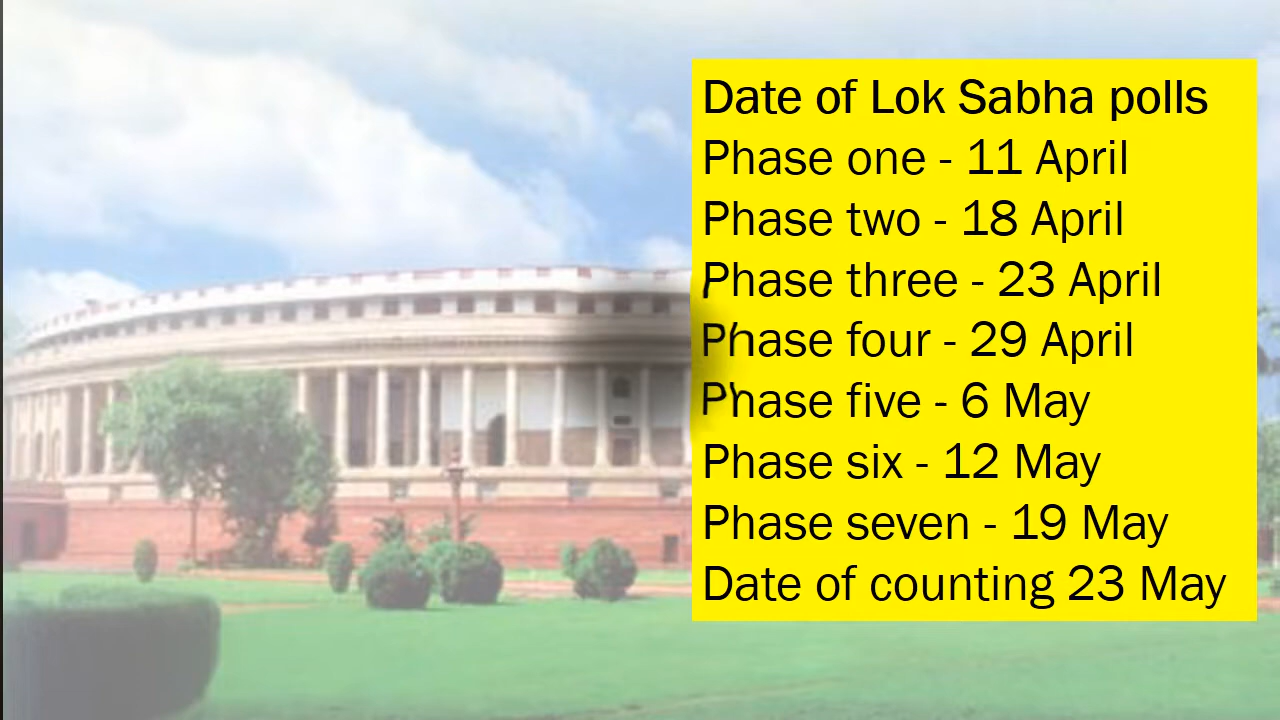 Date of Lok Sabha polls
Phase one - 11 April
Phase two - 18 April
Phase three - 23 April
Phase four - 29 April
Phase five - 6 May
Phase six - 12 May
Phase seven - 19 May
Date of counting 23 May